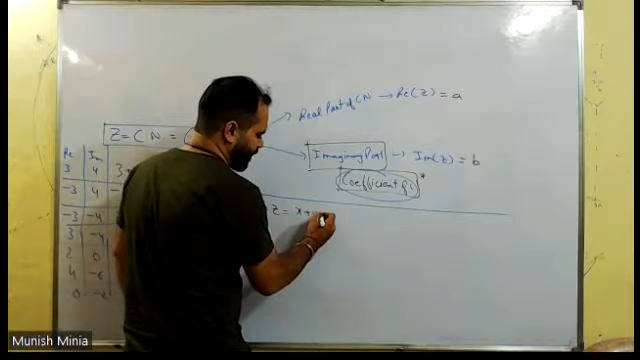 Real Part of CN → Re(Z) = a
Z = CN = (
Imaginary Part → Im(Z) = b
Coefficient of i *
Re Im
3 4 3+
-3 4
-3 -4
3 -4
2 0
4
0 -2
Z = x+
Munish Minia